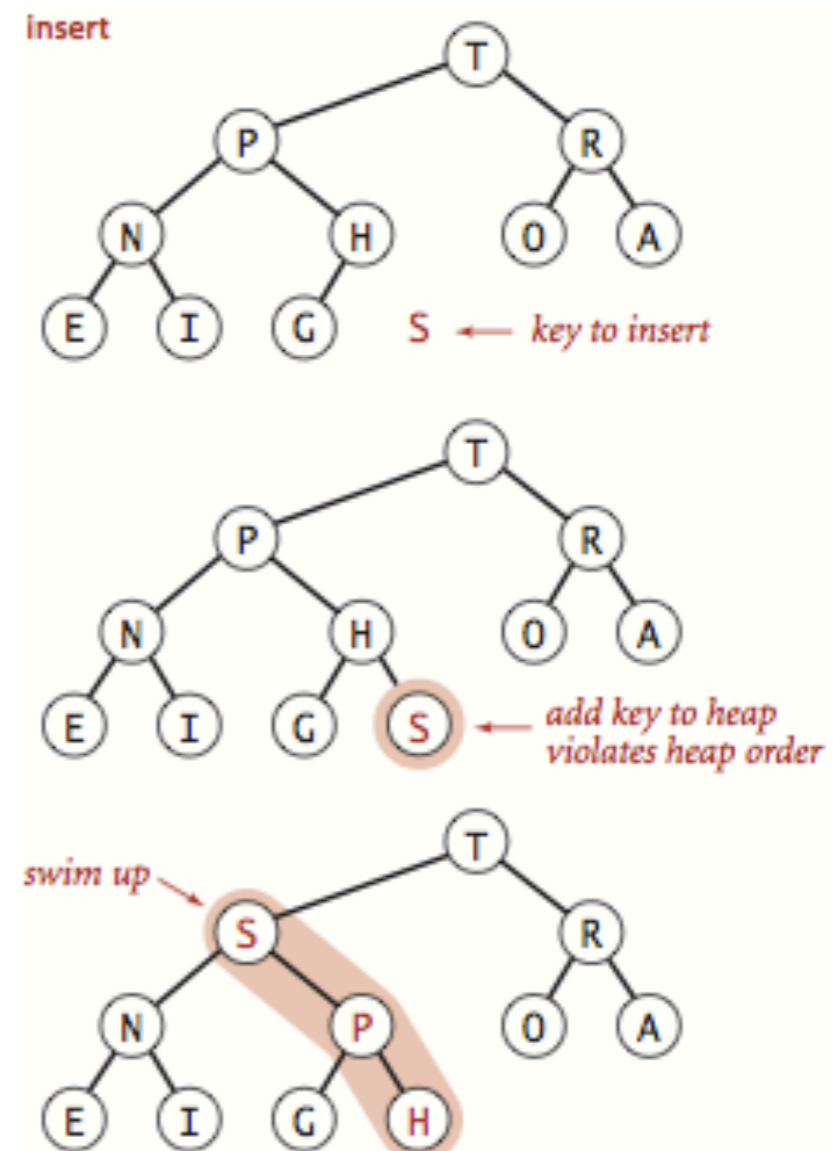 insert
T
P R
N H O A
E I G S ← key to insert
T
P R
N H O A
E I G S ← add key to heap
violates heap order
T
swim up
S R
N P O A
E I G H